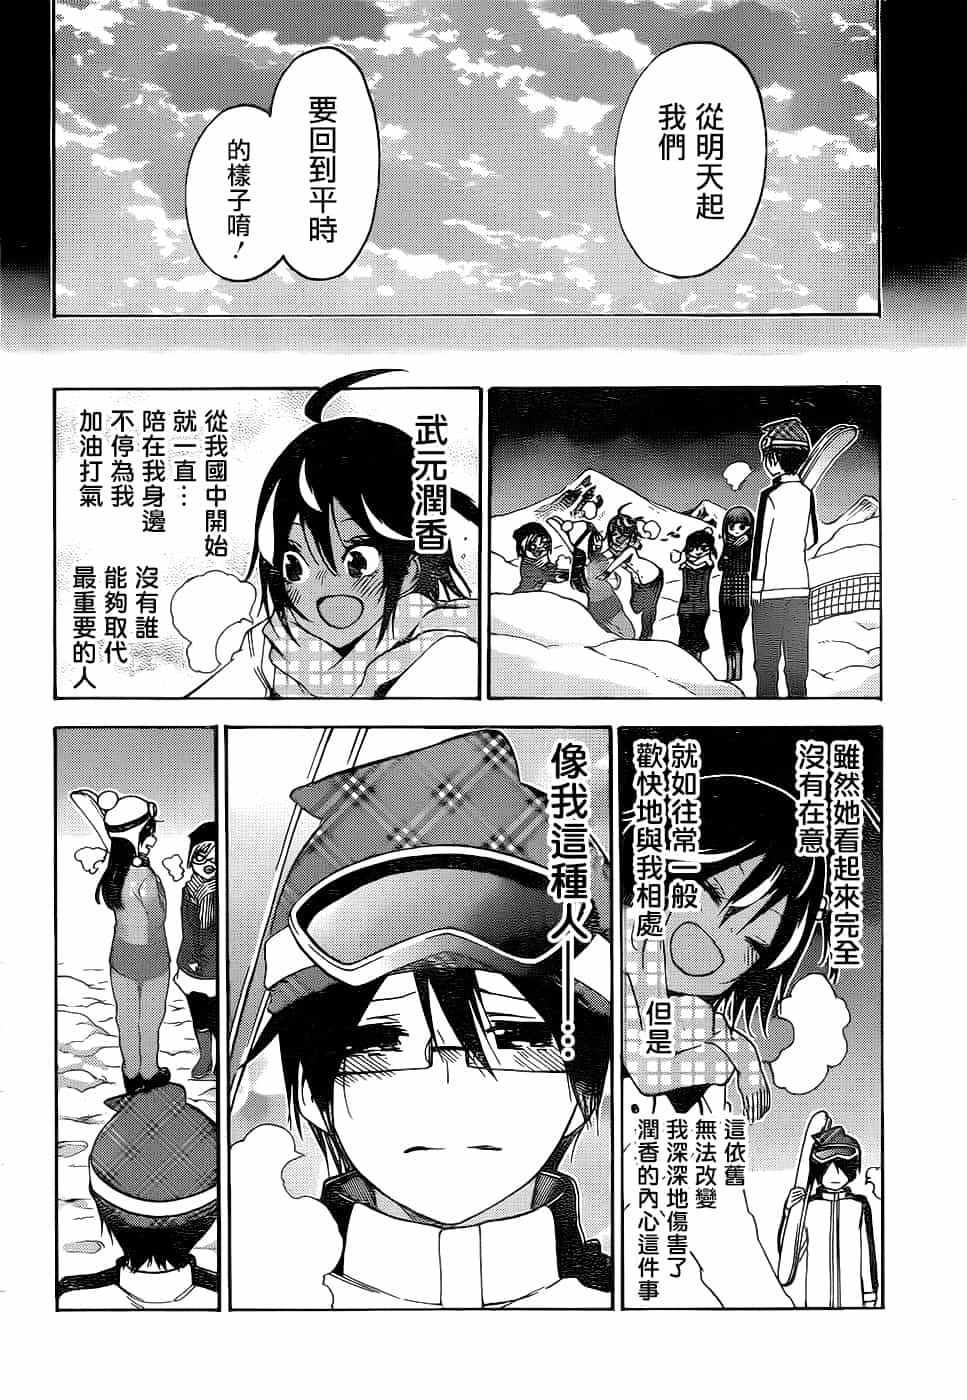 從明天起
我們
要回到平時
的樣子唷！
武元潤香
從我國中開始
就一直…
陪在我身邊
不停為我
加油打氣
沒有誰
能夠取代
最重要的人
雖然她看起來完全
沒有在意
就如往常一般
歡快地與我相處
但是
這依舊
無法改變
我深深地傷害了
潤香的內心這件事
像我這種人——…